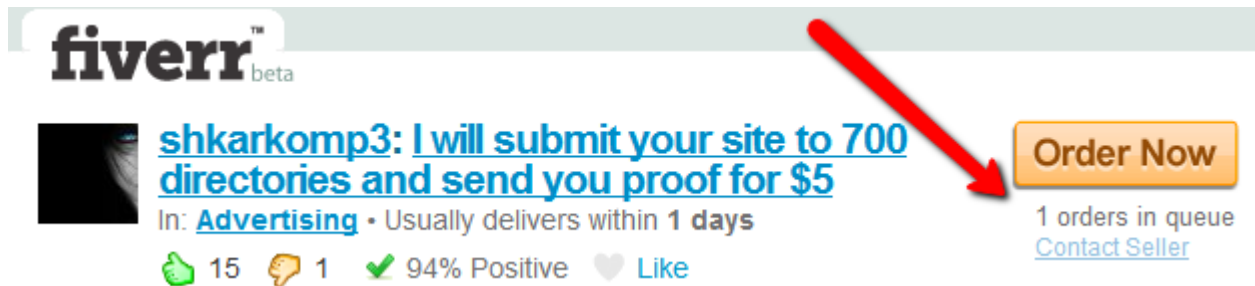 fiverr™
beta
shkarkomp3: I will submit your site to 700
directories and send you proof for $5
In: Advertising • Usually delivers within 1 days
15 1 94% Positive Like
Order Now
1 orders in queue
Contact Seller